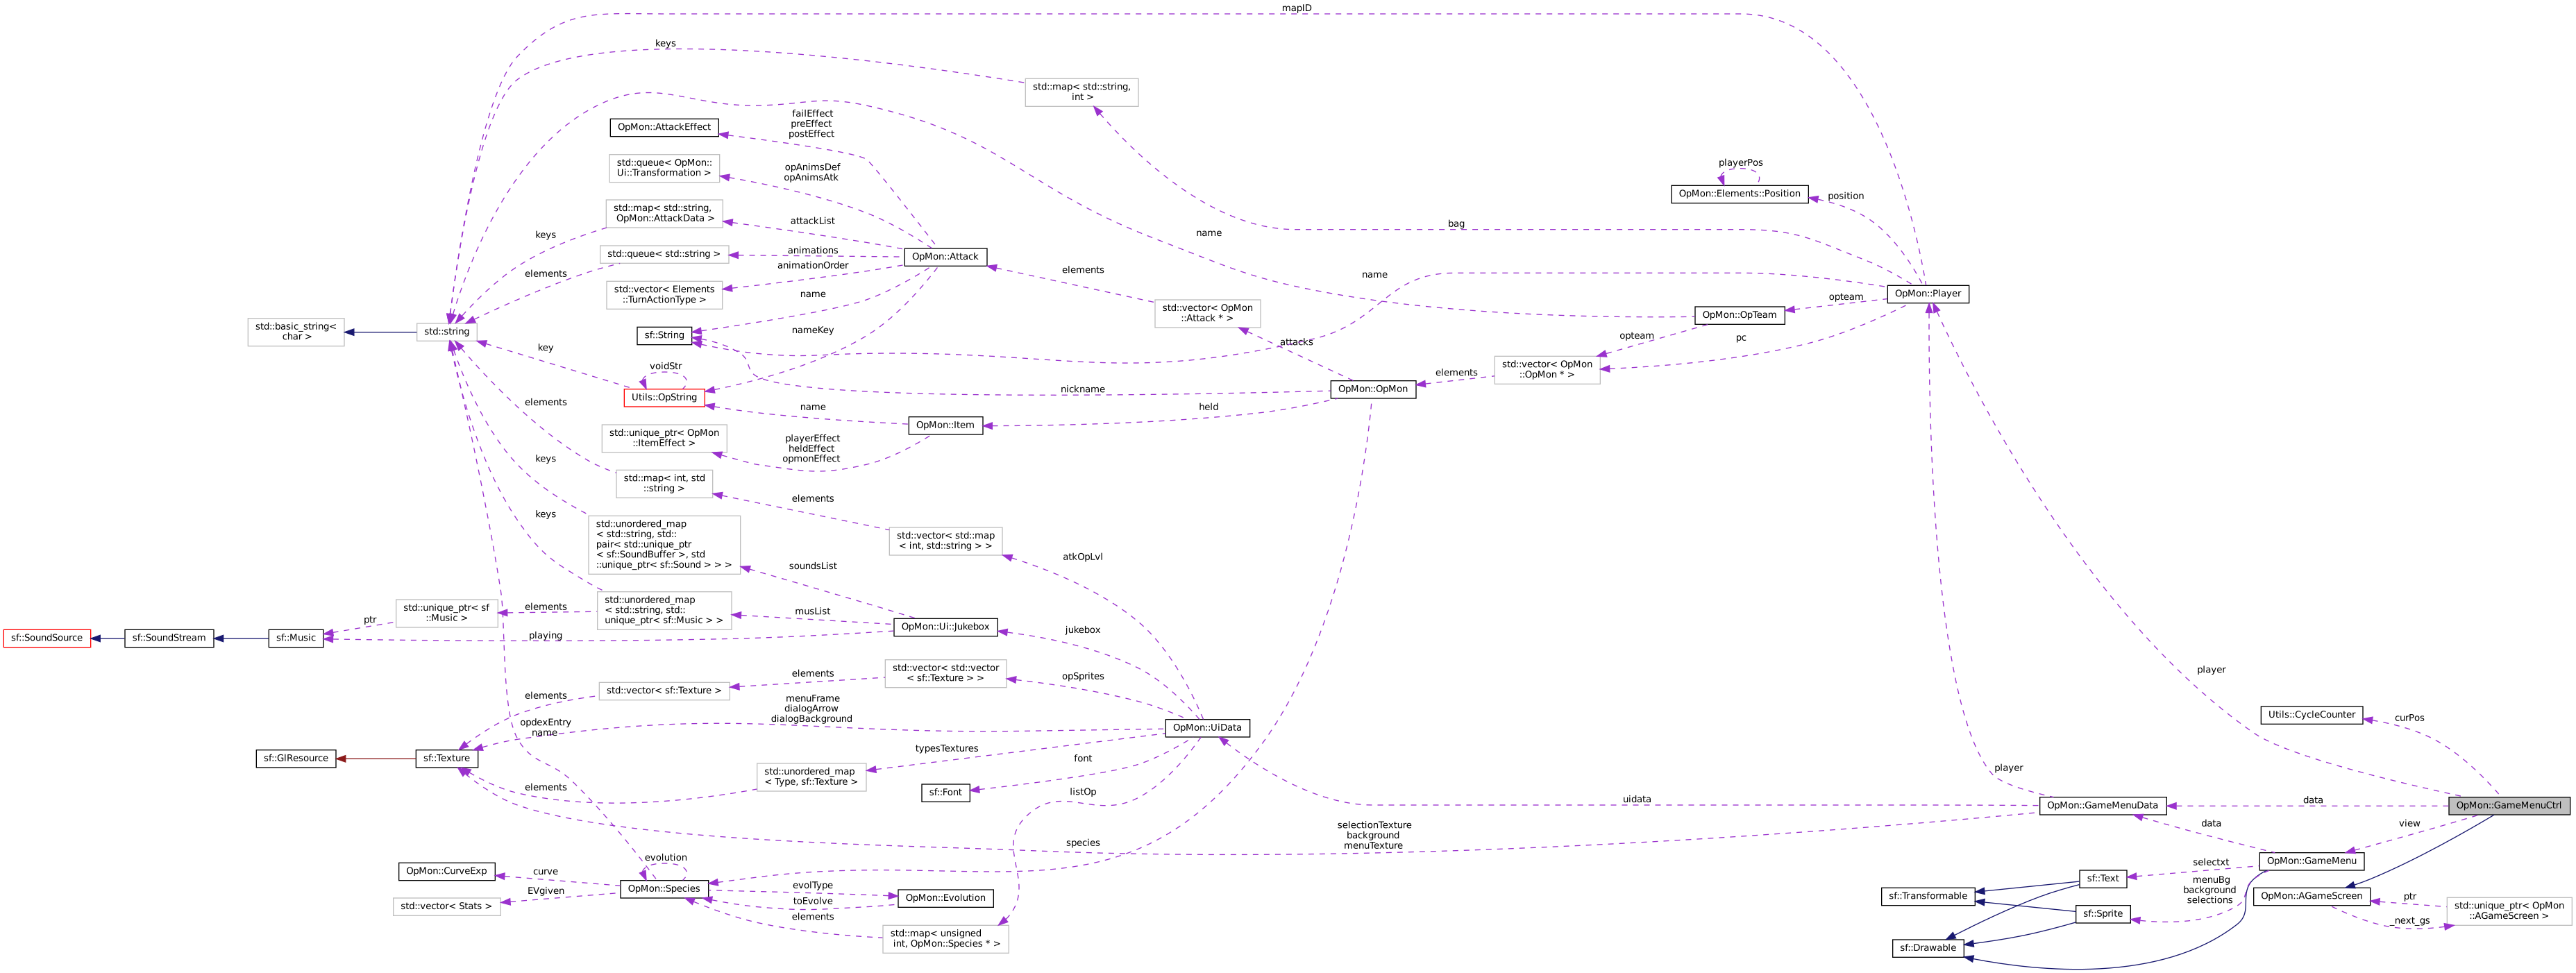 mapID
keys
std::map< std::string,
int >
failEffect
preEffect
postEffect
OpMon::AttackEffect
std::queue< OpMon::
Ui::Transformation >
opAnimsDef
opAnimsAtk
playerPos
OpMon::Elements::Position
position
std::map< std::string,
OpMon::AttackData >
attackList
keys
name
bag
std::queue< std::string >
animations
OpMon::Attack
elements
animationOrder
elements
name
std::vector< Elements
::TurnActionType >
name
OpMon::Player
opteam
std::vector< OpMon
::Attack * >
OpMon::OpTeam
std::basic_string<
char >
std::string
sf::String
nameKey
key
attacks
opteam
pc
voidStr
std::vector< OpMon
::OpMon * >
elements
Utils::OpString
nickname
OpMon::OpMon
elements
name
held
OpMon::Item
std::unique_ptr< OpMon
::ItemEffect >
playerEffect
heldEffect
opmonEffect
keys
std::map< int, std
::string >
elements
keys
std::unordered_map
< std::string, std::
pair< std::unique_ptr
< sf::SoundBuffer >, std
::unique_ptr< sf::Sound > > >
std::vector< std::map
< int, std::string > >
atkOpLvl
soundsList
std::unique_ptr< sf
::Music >
elements
std::unordered_map
< std::string, std::
unique_ptr< sf::Music > >
musList
ptr
OpMon::Ui::Jukebox
jukebox
sf::SoundSource
sf::SoundStream
sf::Music
playing
std::vector< std::vector
< sf::Texture > >
opSprites
player
elements
std::vector< sf::Texture >
elements
menuFrame
dialogArrow
dialogBackground
Utils::CycleCounter
curPos
opdexEntry
name
OpMon::UiData
typesTextures
sf::GlResource
sf::Texture
font
player
std::unordered_map
< Type, sf::Texture >
elements
sf::Font
listOp
uidata
OpMon::GameMenuData
data
OpMon::GameMenuCtrl
selectionTexture
background
menuTexture
data
view
species
evolution
OpMon::GameMenu
selectxt
OpMon::CurveExp
curve
sf::Text
menuBg
background
selections
EVgiven
OpMon::Species
evolType
OpMon::Evolution
toEvolve
sf::Transformable
OpMon::AGameScreen
ptr
std::vector< Stats >
elements
sf::Sprite
std::unique_ptr< OpMon
::AGameScreen >
_next_gs
std::map< unsigned
int, OpMon::Species * >
sf::Drawable